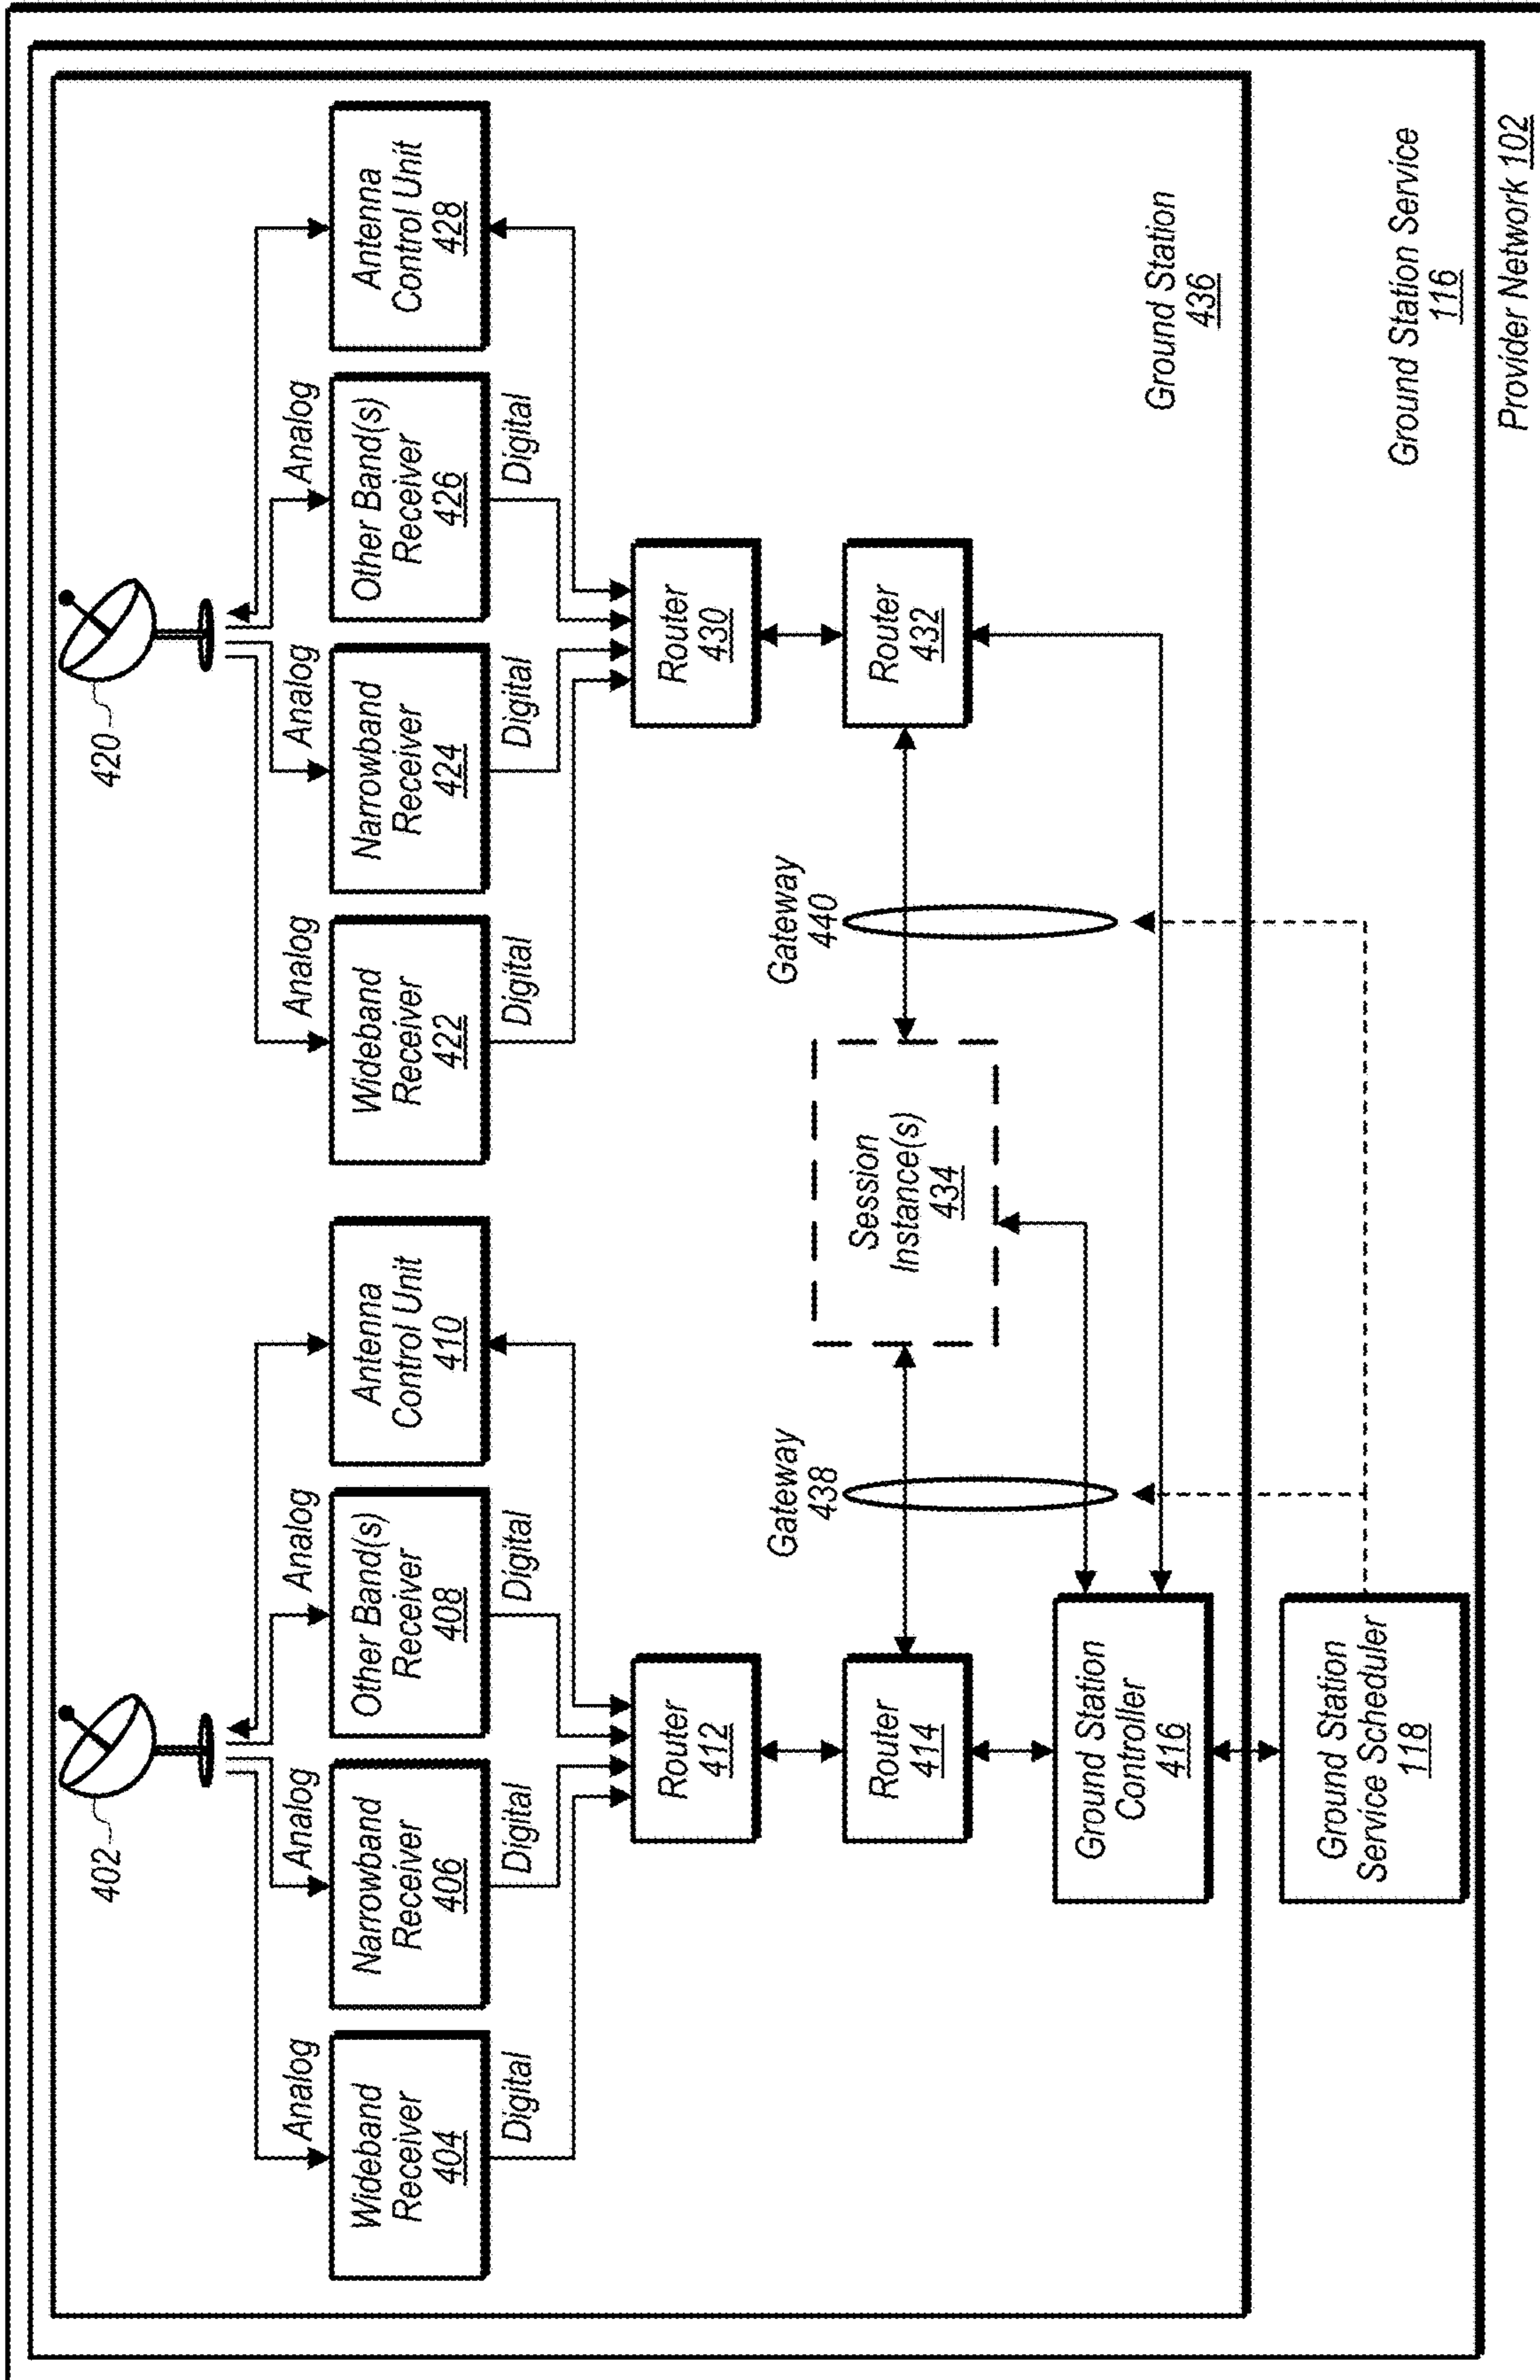 402
420
Analog
Analog
Analog
Analog
Analog
Analog
Wideband
Receiver
404
Narrowband
Receiver
406
Other Band(s)
Receiver
408
Antenna
Control Unit
410
Wideband
Receiver
422
Narrowband
Receiver
424
Other Band(s)
Receiver
426
Antenna
Control Unit
428
Digital
Digital
Digital
Digital
Digital
Digital
Router
412
Router
430
Router
414
Gateway
438
Session
Instance(s)
434
Gateway
440
Router
432
Ground Station
Controller
416
Ground Station
436
Ground Station
Service Scheduler
118
Ground Station Service
116
Provider Network 102